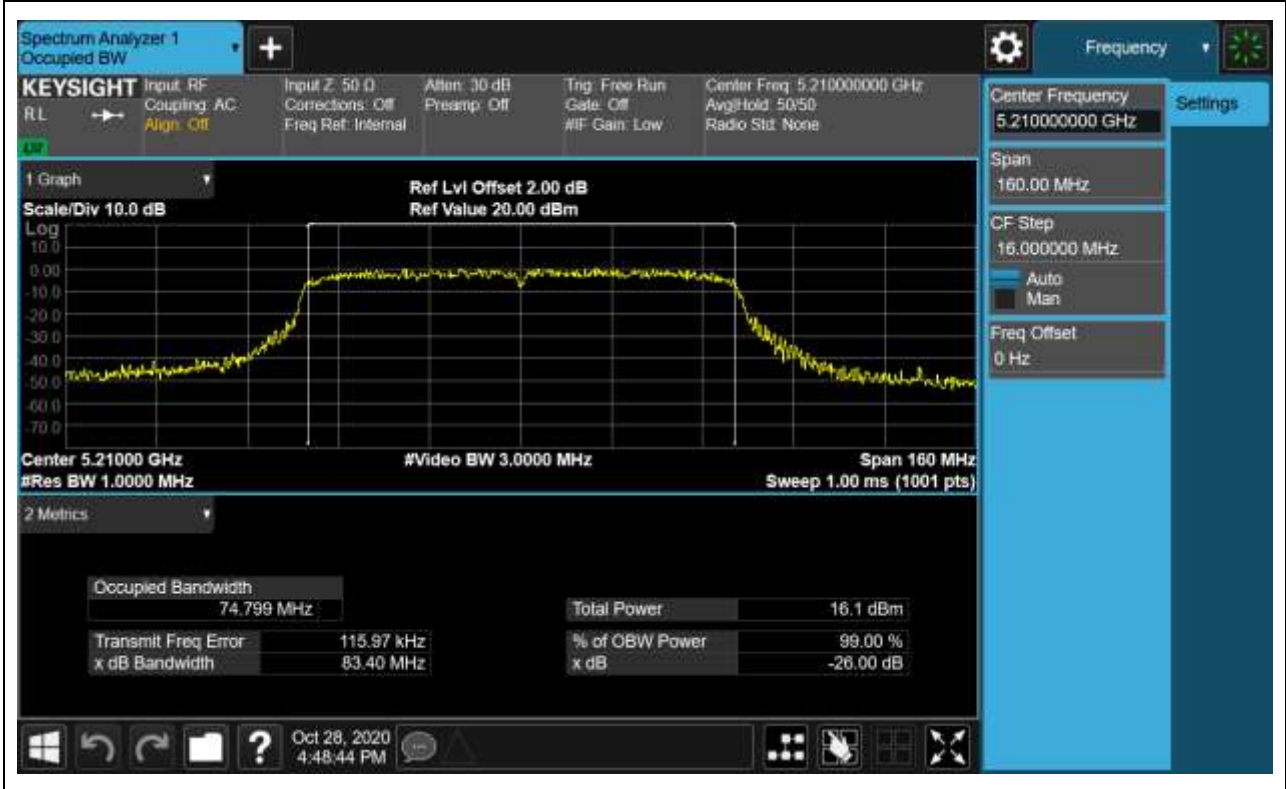 Spectrum Analyzer 1
Occupied BW
Frequency
KEYSIGHT
RL
Input: RF
Coupling: AC
Align: Off
Input Z: 50 Ω
Corrections: Off
Freq Ref: Internal
Atten: 30 dB
Preamp: Off
Trig: Free Run
Gate: Off
#IF Gain: Low
Center Freq: 5.210000000 GHz
Avg|Hold: 50/50
Radio Std: None
Center Frequency
5.210000000 GHz
Settings
Span
160.00 MHz
CF Step
16.000000 MHz
Auto
Man
Freq Offset
0 Hz
1 Graph
Ref Lvl Offset 2.00 dB
Scale/Div 10.0 dB
Ref Value 20.00 dBm
Log
10.0
0.00
-10.0
-20.0
-30.0
-40.0
-50.0
-60.0
-70.0
Center 5.21000 GHz
#Video BW 3.0000 MHz
Span 160 MHz
#Res BW 1.0000 MHz
Sweep 1.00 ms (1001 pts)
2 Metrics
Occupied Bandwidth
74.799 MHz
Total Power 16.1 dBm
Transmit Freq Error 115.97 kHz
% of OBW Power 99.00 %
x dB Bandwidth 83.40 MHz
x dB -26.00 dB
?
Oct 28, 2020
4:48:44 PM